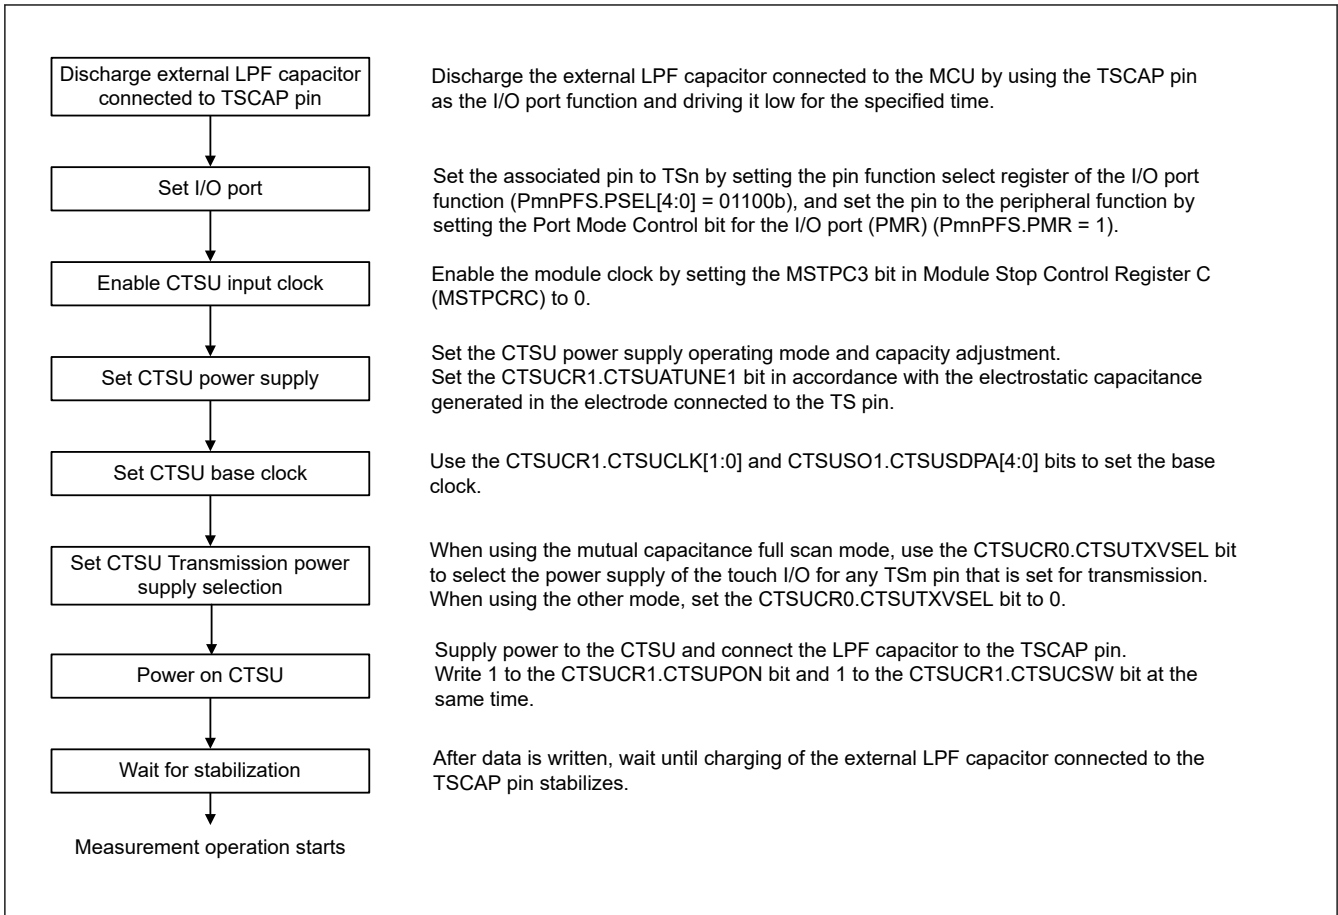 Discharge external LPF capacitor
connected to TSCAP pin
Discharge the external LPF capacitor connected to the MCU by using the TSCAP pin
as the I/O port function and driving it low for the specified time.
Set I/O port
Set the associated pin to TSn by setting the pin function select register of the I/O port
function (PmnPFS.PSEL[4:0] = 01100b), and set the pin to the peripheral function by
setting the Port Mode Control bit for the I/O port (PMR) (PmnPFS.PMR = 1).
Enable CTSU input clock
Enable the module clock by setting the MSTPC3 bit in Module Stop Control Register C
(MSTPCRC) to 0.
Set CTSU power supply
Set the CTSU power supply operating mode and capacity adjustment.
Set the CTSUCR1.CTSUATUNE1 bit in accordance with the electrostatic capacitance
generated in the electrode connected to the TS pin.
Set CTSU base clock
Use the CTSUCR1.CTSUCLK[1:0] and CTSUSO1.CTSUSDPA[4:0] bits to set the base
clock.
Set CTSU Transmission power
supply selection
When using the mutual capacitance full scan mode, use the CTSUCR0.CTSUTXVSEL bit
to select the power supply of the touch I/O for any TSm pin that is set for transmission.
When using the other mode, set the CTSUCR0.CTSUTXVSEL bit to 0.
Power on CTSU
Supply power to the CTSU and connect the LPF capacitor to the TSCAP pin.
Write 1 to the CTSUCR1.CTSUPON bit and 1 to the CTSUCR1.CTSUCSW bit at the
same time.
Wait for stabilization
After data is written, wait until charging of the external LPF capacitor connected to the
TSCAP pin stabilizes.
Measurement operation starts